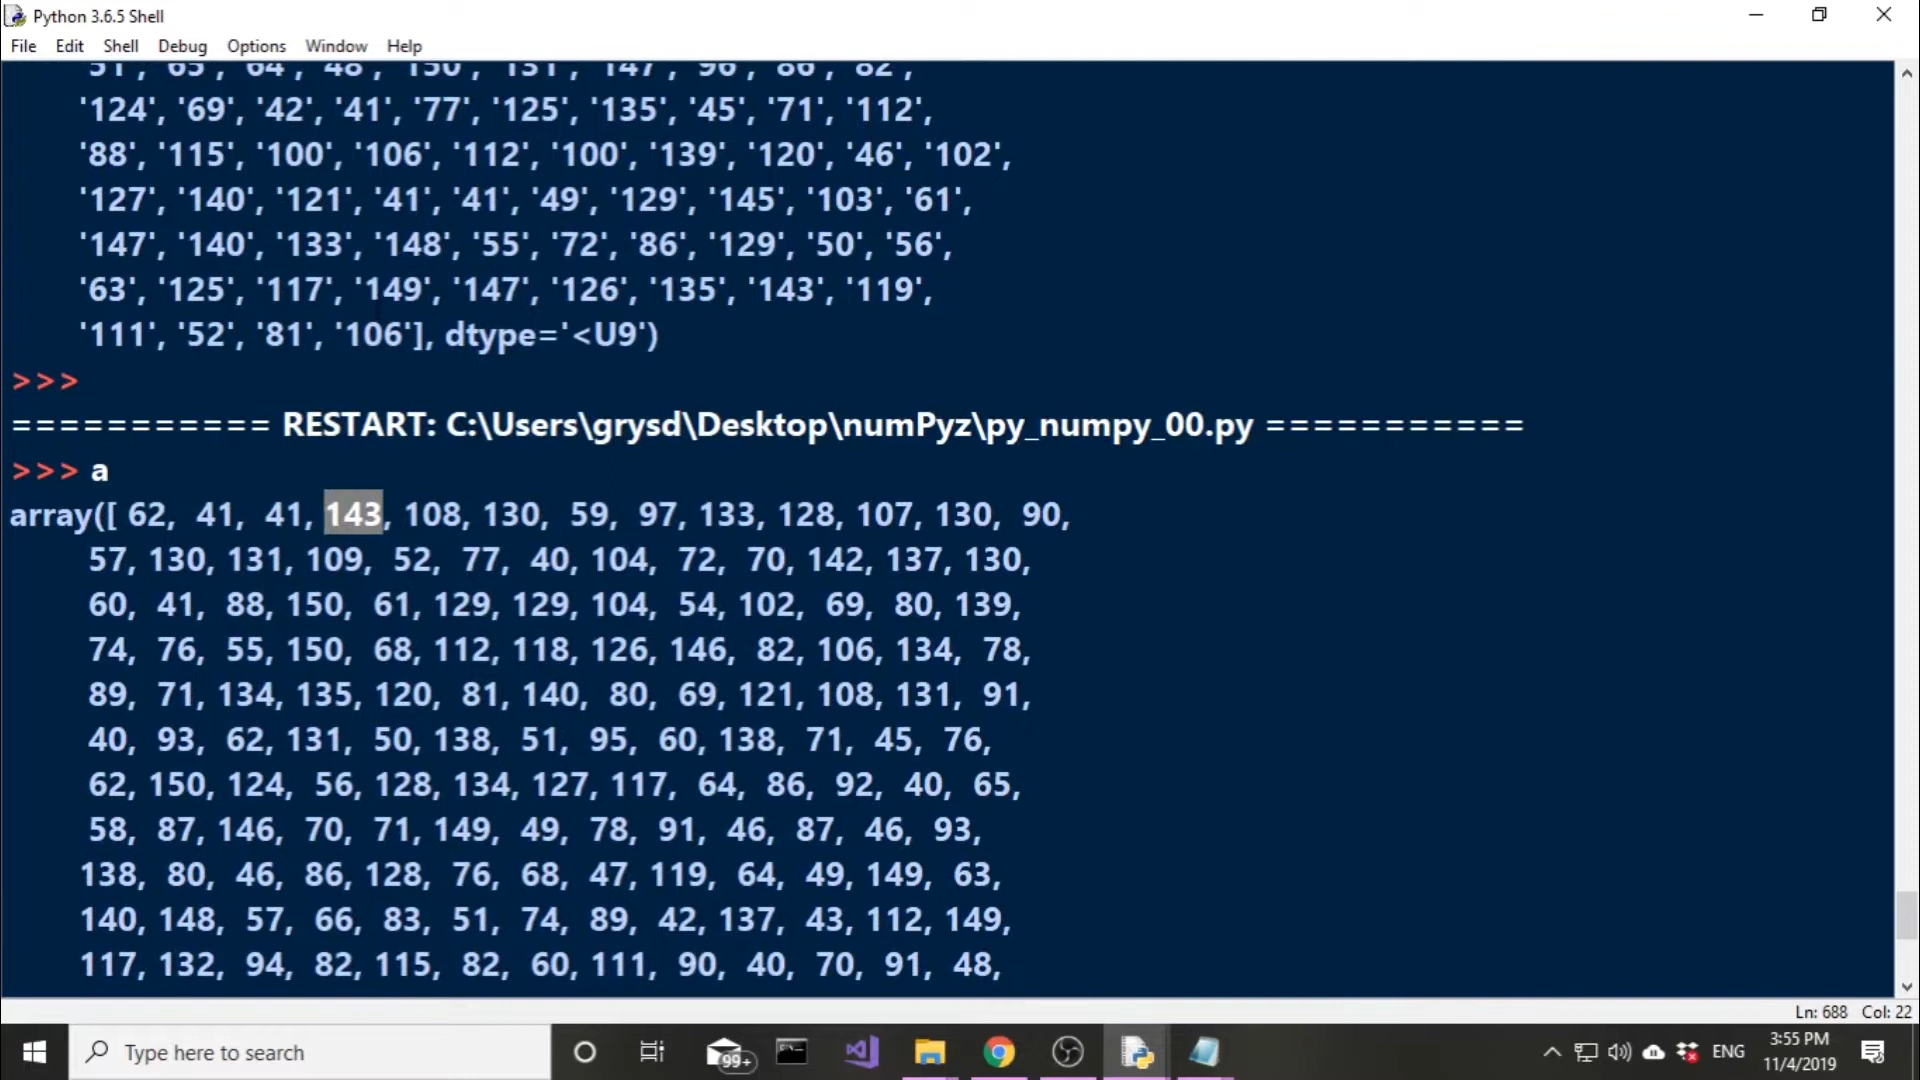 Python 3.6.5 Shell
File Edit Shell Debug Options Window Help
51', '65', '64', '48', '150', '131', '147', '96', '86', '82',
'124', '69', '42', '41', '77', '125', '135', '45', '71', '112',
'88', '115', '100', '106', '112', '100', '139', '120', '46', '102',
'127', '140', '121', '41', '41', '49', '129', '145', '103', '61',
'147', '140', '133', '148', '55', '72', '86', '129', '50', '56',
'63', '125', '117', '149', '147', '126', '135', '143', '119',
'111', '52', '81', '106'], dtype='<U9')
>>>
=========== RESTART: C:\Users\grysd\Desktop\numPyz\py_numpy_00.py ===========
>>> a
array([ 62, 41, 41, 143, 108, 130, 59, 97, 133, 128, 107, 130, 90,
57, 130, 131, 109, 52, 77, 40, 104, 72, 70, 142, 137, 130,
60, 41, 88, 150, 61, 129, 129, 104, 54, 102, 69, 80, 139,
74, 76, 55, 150, 68, 112, 118, 126, 146, 82, 106, 134, 78,
89, 71, 134, 135, 120, 81, 140, 80, 69, 121, 108, 131, 91,
40, 93, 62, 131, 50, 138, 51, 95, 60, 138, 71, 45, 76,
62, 150, 124, 56, 128, 134, 127, 117, 64, 86, 92, 40, 65,
58, 87, 146, 70, 71, 149, 49, 78, 91, 46, 87, 46, 93,
138, 80, 46, 86, 128, 76, 68, 47, 119, 64, 49, 149, 63,
140, 148, 57, 66, 83, 51, 74, 89, 42, 137, 43, 112, 149,
117, 132, 94, 82, 115, 82, 60, 111, 90, 40, 70, 91, 48,
Ln: 688 Col: 22
Type here to search
99+
ENG
3:55 PM
11/4/2019